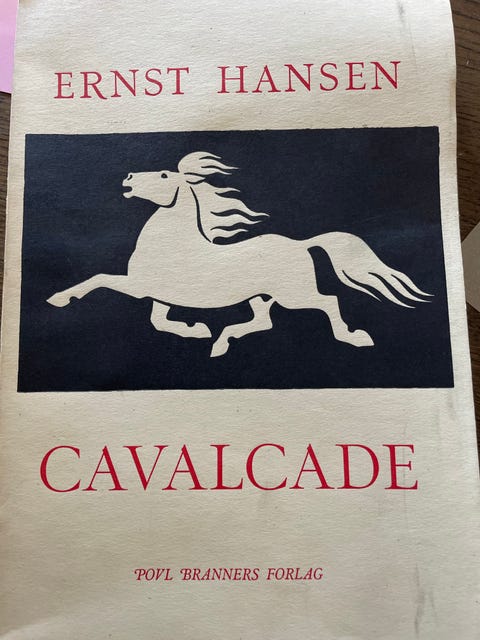 ERNST HANSEN
CAVALCADE
POVL BRANNERS FORLAG